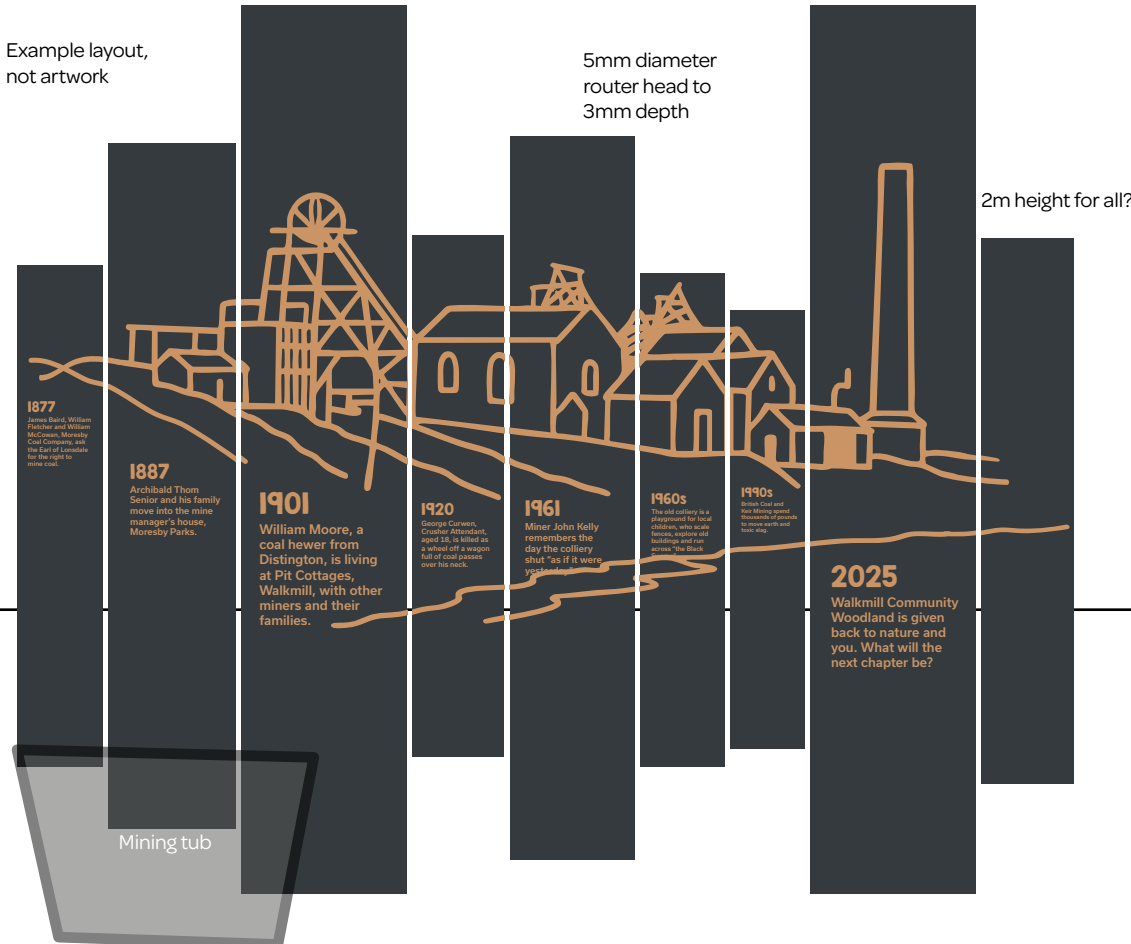 Example layout,
not artwork
5mm diameter
router head to
3mm depth
2m height for all?
1877
James Baird, William
Fletcher and William
McCowan, Moresby
Coal Company, ask
the Earl of Lonsdale
for the right to
mine coal.
1887
Archibald Thom
Senior and his family
move into the mine
manager's house,
Moresby Parks.
1901
William Moore, a
coal hewer from
Distington, is living
at Pit Cottages,
Walkmill, with other
miners and their
families.
1920
George Curwen,
Crusher Attendant,
aged 18, is killed as
a wheel off a wagon
full of coal passes
over his neck.
1961
Miner John Kelly
remembers the
day the colliery
shut "as if it were
yesterday"
1960s
The old colliery is a
playground for local
children, who scale
fences, explore old
buildings and run
across "the Black
1990s
British Coal and
Keir Mining spend
thousands of pounds
to move earth and
toxic slag.
2025
Walkmill Community
Woodland is given
back to nature and
you. What will the
next chapter be?
Mining tub